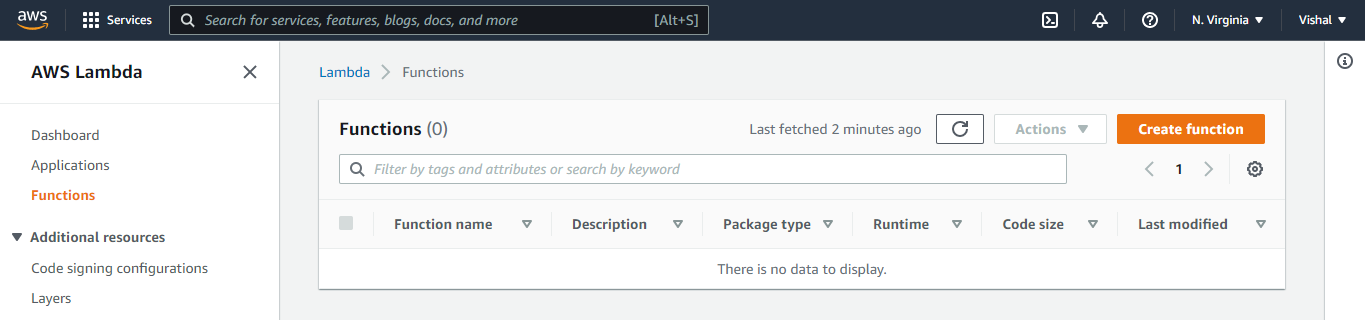 aws Services Search for services, features, blogs, docs, and more [Alt+S] N. Virginia Vishal
AWS Lambda
Dashboard
Applications
Functions
Additional resources
Code signing configurations
Layers
Lambda Functions
Functions (0) Last fetched 2 minutes ago Actions Create function
Filter by tags and attributes or search by keyword 1
Function name Description Package type Runtime Code size Last modified
There is no data to display.